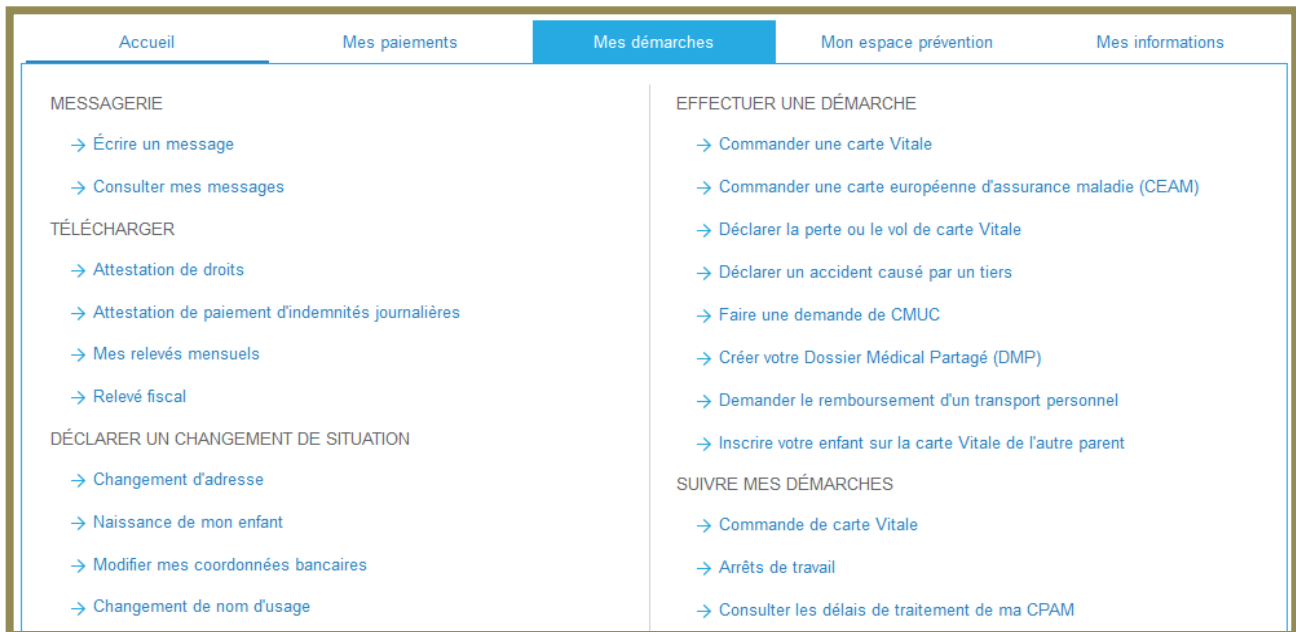 Accueil
Mes paiements
Mes démarches
Mon espace prévention
Mes informations
MESSAGERIE
→ Écrire un message
→ Consulter mes messages
TÉLÉCHARGER
→ Attestation de droits
→ Attestation de paiement d'indemnités journalières
→ Mes relevés mensuels
→ Relevé fiscal
DÉCLARER UN CHANGEMENT DE SITUATION
→ Changement d'adresse
→ Naissance de mon enfant
→ Modifier mes coordonnées bancaires
→ Changement de nom d'usage
EFFECTUER UNE DÉMARCHE
→ Commander une carte Vitale
→ Commander une carte européenne d'assurance maladie (CEAM)
→ Déclarer la perte ou le vol de carte Vitale
→ Déclarer un accident causé par un tiers
→ Faire une demande de CMUC
→ Créer votre Dossier Médical Partagé (DMP)
→ Demander le remboursement d'un transport personnel
→ Inscrire votre enfant sur la carte Vitale de l'autre parent
SUIVRE MES DÉMARCHES
→ Commande de carte Vitale
→ Arrêts de travail
→ Consulter les délais de traitement de ma CPAM